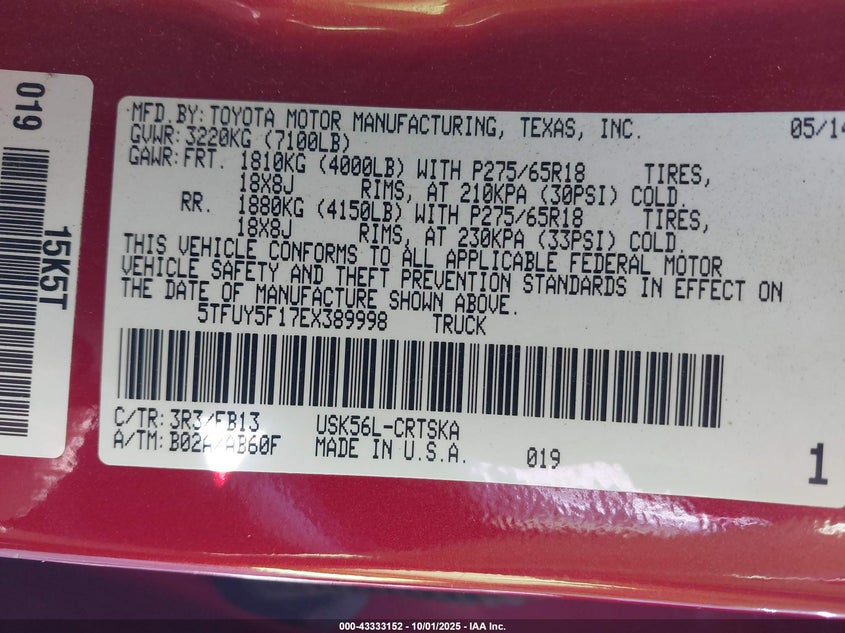 019
15K5T
MFD.BY: TOYOTA MOTOR MANUFACTURING, TEXAS, INC. 05/14
GVWR: 3220KG (7100LB)
GAWR: FRT. 1810KG (4000LB) WITH P275/65R18 TIRES,
18X8J RIMS, AT 210KPA (30PSI) COLD.
RR. 1880KG (4150LB) WITH P275/65R18 TIRES,
18X8J RIMS, AT 230KPA (33PSI) COLD.
THIS VEHICLE CONFORMS TO ALL APPLICABLE FEDERAL MOTOR
VEHICLE SAFETY AND THEFT PREVENTION STANDARDS IN EFFECT ON
THE DATE OF MANUFACTURE SHOWN ABOVE.
5TFUY5F17EX389998 TRUCK
C/TR: 3R3/FB13 USK56L-CRTSKA
A/TM: B02A/AB60F MADE IN U.S.A. 019
1
000-43333152 - 10/01/2025 - IAA Inc.